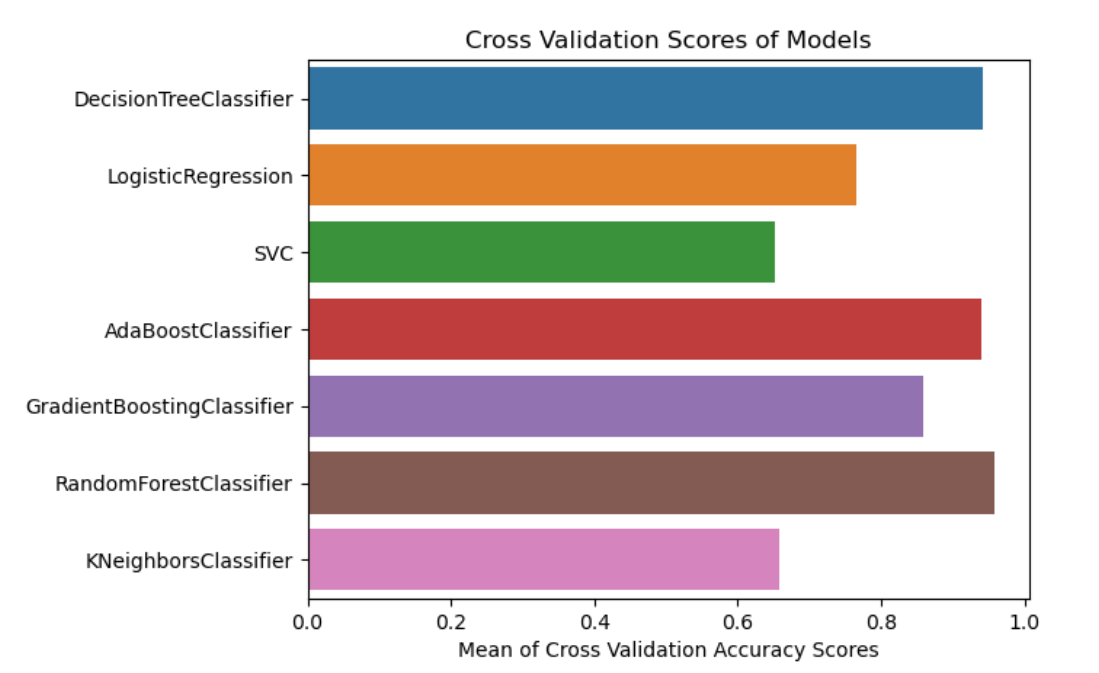 Cross Validation Scores of Models
DecisionTreeClassifier
LogisticRegression
SVC
AdaBoostClassifier
GradientBoostingClassifier
RandomForestClassifier
KNeighborsClassifier
0.0 0.2 0.4 0.6 0.8 1.0
Mean of Cross Validation Accuracy Scores